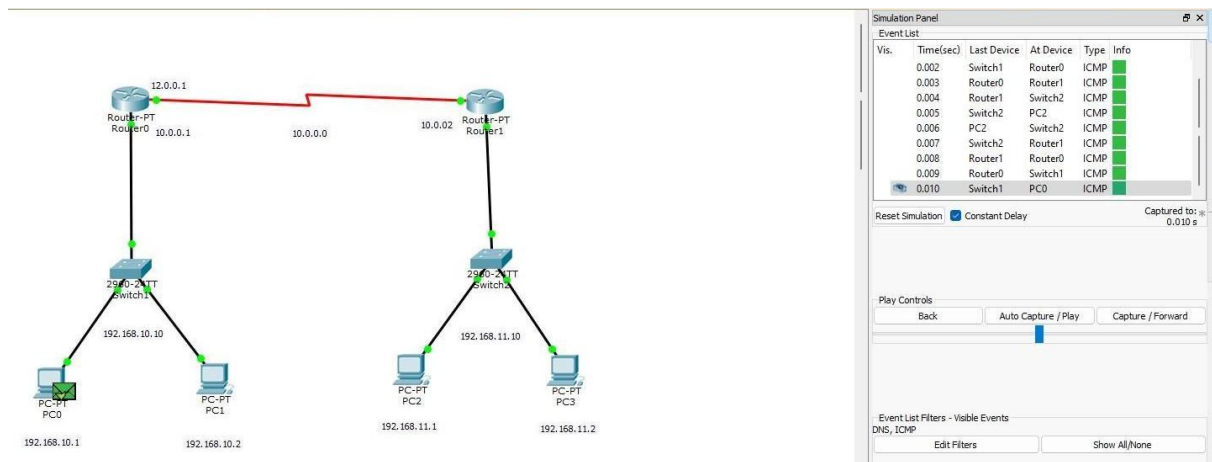 12.0.0.1
Router-PT
Router0
10.0.0.1
10.0.0.0
10.0.02
Router-PT
Router1
2960-24TT
Switch1
2960-24TT
Switch2
192.168.10.10
192.168.11.10
PC-PT
PC0
PC-PT
PC1
PC-PT
PC2
PC-PT
PC3
192.168.10.1
192.168.10.2
192.168.11.1
192.168.11.2
Simulation Panel
Event List
Vis. Time(sec) Last Device At Device Type Info
0.002 Switch1 Router0 ICMP
0.003 Router0 Router1 ICMP
0.004 Router1 Switch2 ICMP
0.005 Switch2 PC2 ICMP
0.006 PC2 Switch2 ICMP
0.007 Switch2 Router1 ICMP
0.008 Router1 Router0 ICMP
0.009 Router0 Switch1 ICMP
0.010 Switch1 PC0 ICMP
Reset Simulation Constant Delay Captured to: *
0.010 s
Play Controls
Back Auto Capture / Play Capture / Forward
Event List Filters - Visible Events
DNS, ICMP
Edit Filters Show All/None